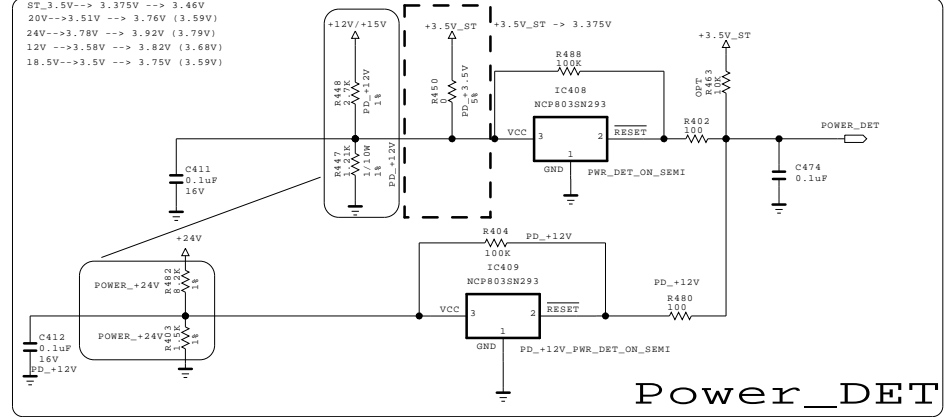 ST_3.5V--> 3.375V --> 3.46V
20V-->3.51V --> 3.76V (3.59V)
24V-->3.78V --> 3.92V (3.79V)
12V -->3.58V --> 3.82V (3.68V)
18.5V-->3.5V --> 3.75V (3.59V)
+12V/+15V
+3.5V_ST
+3.5V_ST -> 3.375V
+3.5V_ST
R448
2.7K
PD_+12V
1%
R450
0
PD_+3.5V
5%
R488
100K
IC408
NCP803SN293
VCC
3
2
RESET
1
GND
PWR_DET_ON_SEMI
OPT
R463
10K
R402
100
POWER_DET
C474
0.1uF
R447
1.21K
1/10W
1%
PD_+12V
C411
0.1uF
16V
+24V
POWER_+24V
R482
8.2K
1%
POWER_+24V
R403
1.5K
1%
C412
0.1uF
16V
PD_+12V
R404
100K
PD_+12V
IC409
NCP803SN293
VCC
3
2
RESET
1
GND
PD_+12V_PWR_DET_ON_SEMI
PD_+12V
R480
100
Power_DET